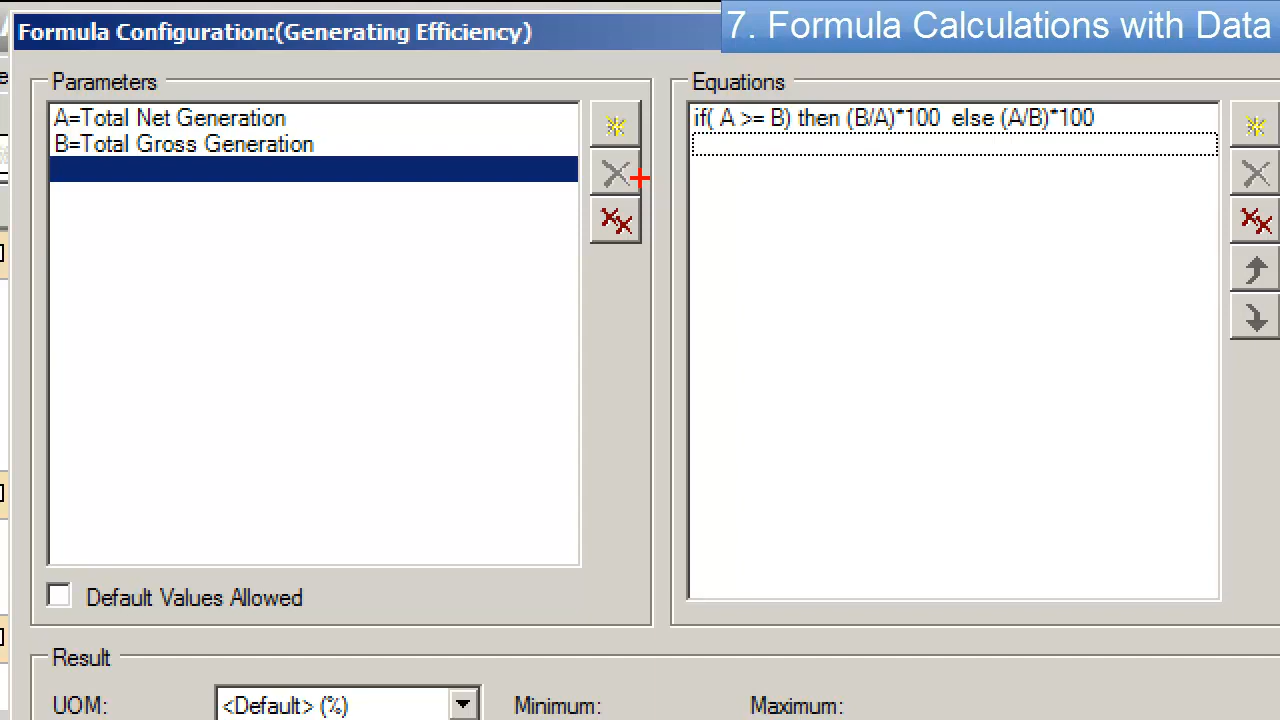 Formula Configuration:(Generating Efficiency)
7. Formula Calculations with Data
Parameters
A=Total Net Generation
B=Total Gross Generation
Default Values Allowed
Equations
if( A >= B) then (B/A)*100 else (A/B)*100
Result
UOM:
<Default> (%)
Minimum:
Maximum: